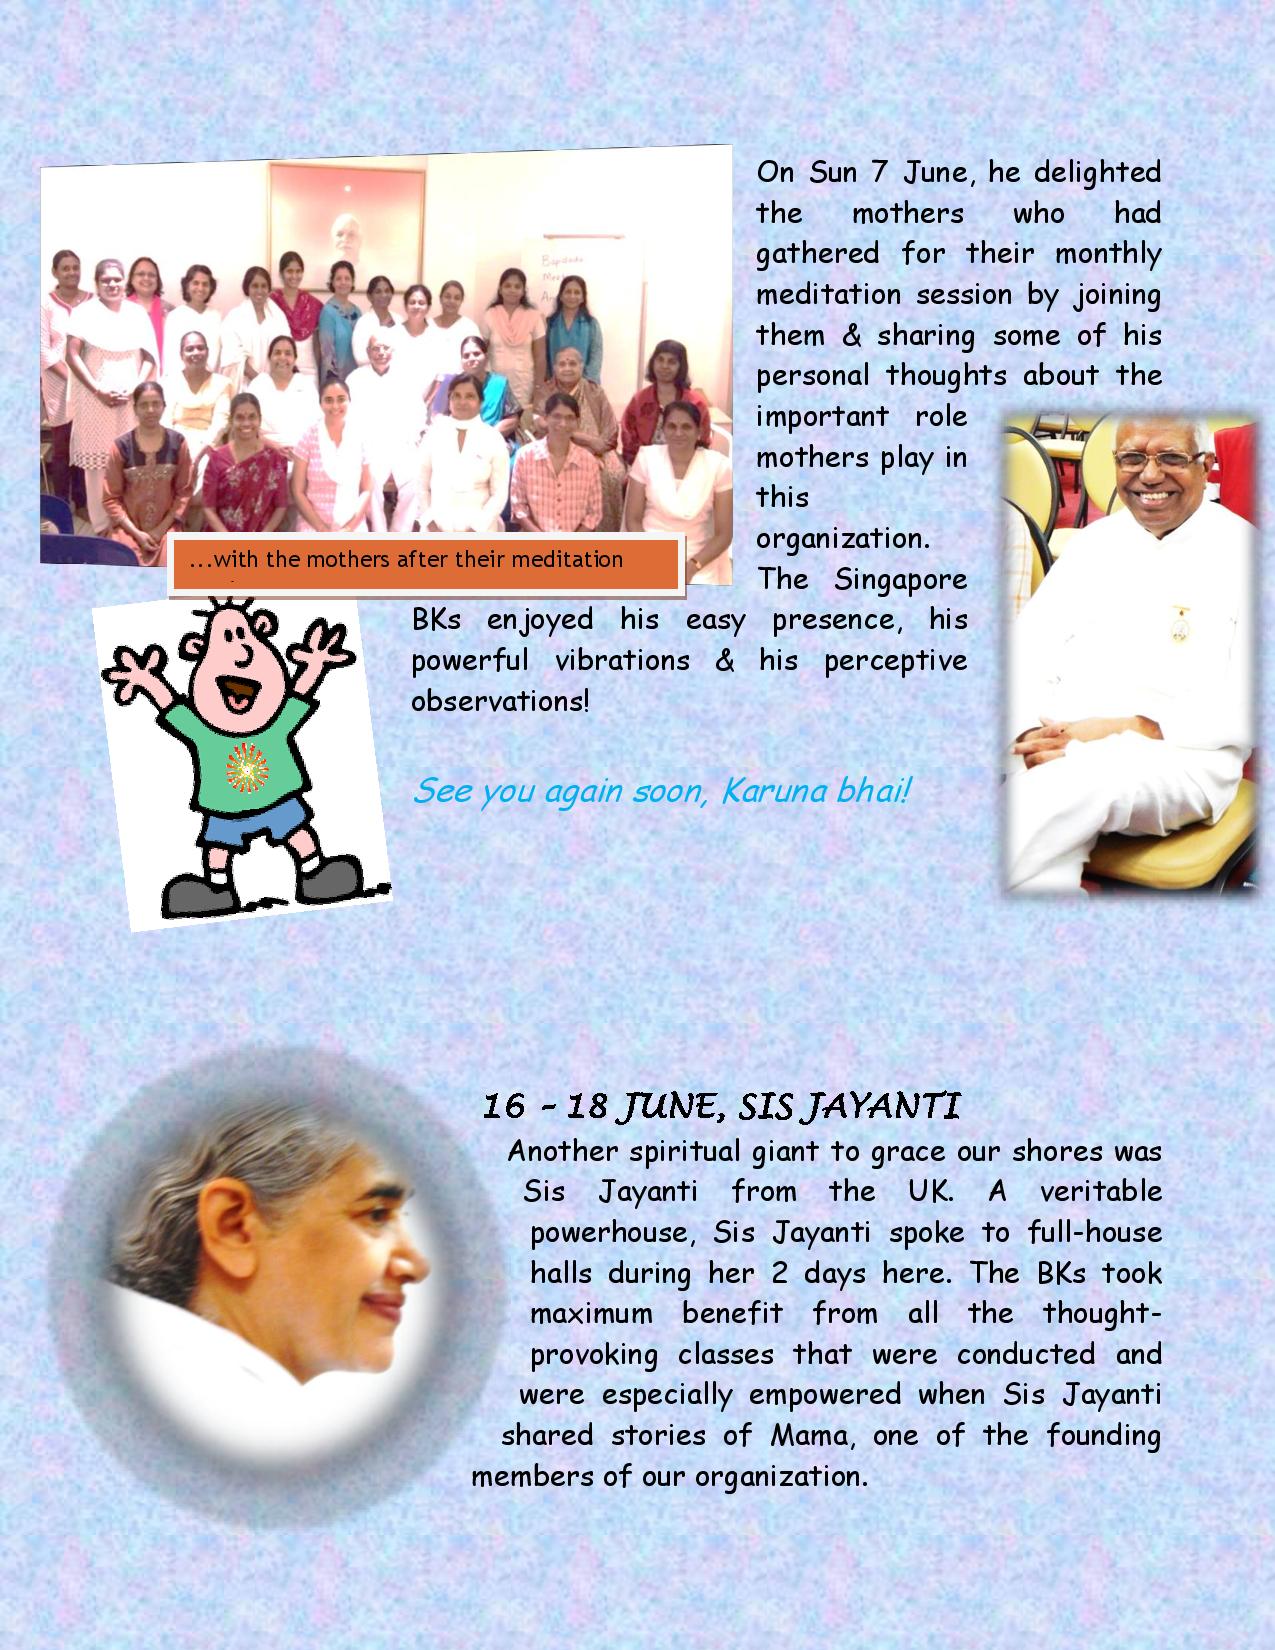 On Sun 7 June, he delighted
the mothers who had
gathered for their monthly
meditation session by joining
them & sharing some of his
personal thoughts about the
important role
mothers play in
this
organization.
The Singapore
BKs enjoyed his easy presence, his
powerful vibrations & his perceptive
observations!
Bapdada
...with the mothers after their meditation
See you again soon, Karuna bhai!
16 – 18 JUNE, SIS JAYANTI
Another spiritual giant to grace our shores was
Sis Jayanti from the UK. A veritable
powerhouse, Sis Jayanti spoke to full-house
halls during her 2 days here. The BKs took
maximum benefit from all the thought-
provoking classes that were conducted and
were especially empowered when Sis Jayanti
shared stories of Mama, one of the founding
members of our organization.